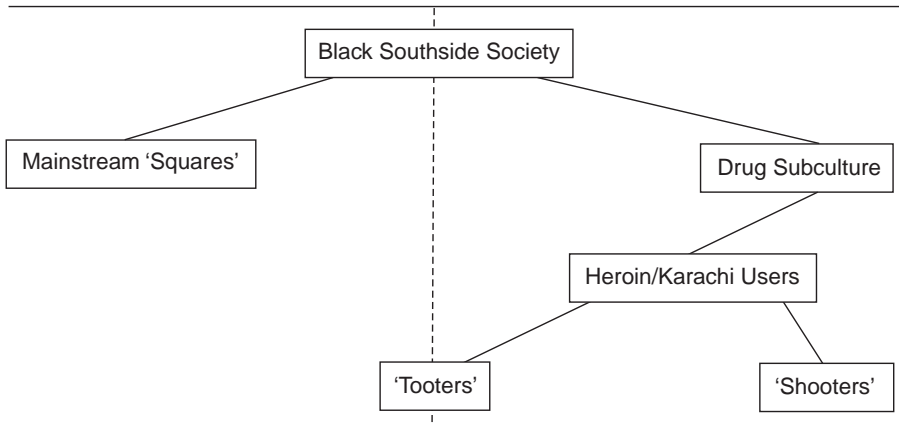 Black Southside Society
Mainstream ‘Squares’
Drug Subculture
Heroin/Karachi Users
‘Tooters’
‘Shooters’